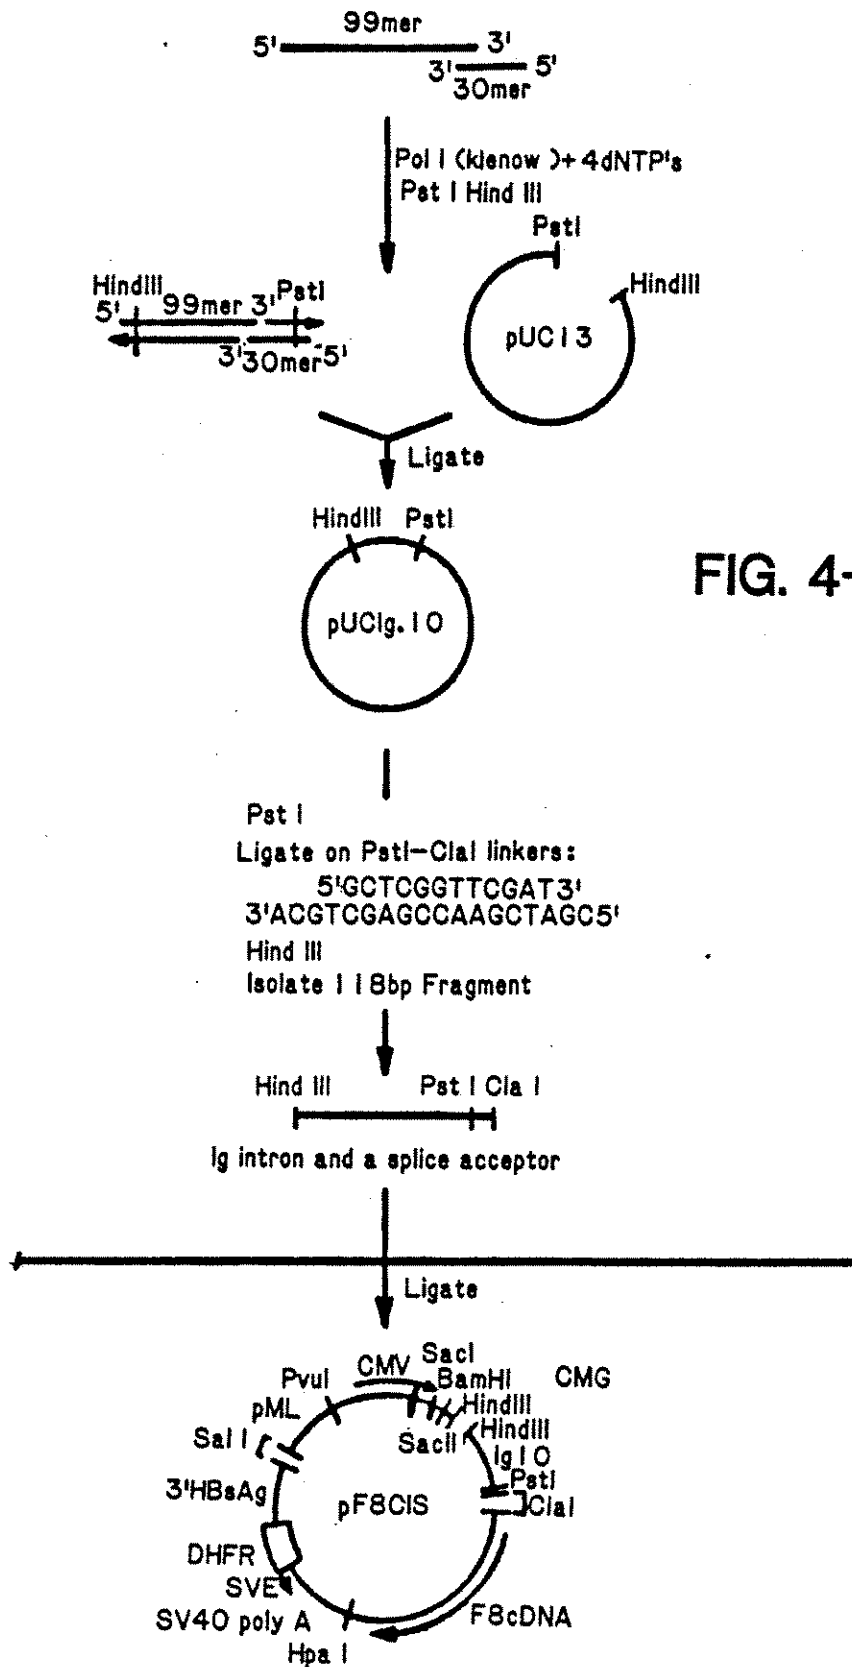 99mer
5' 3'
3' 5'
30mer
Pol I (klenow)+4dNTP's
Pst I Hind III
PstI
HindIII
pUC13
HindIII
PstI
5' 99mer 3'
3' 30mer 5'
Ligate
HindIII PstI
pUCIg.10
FIG. 4-
Pst I
Ligate on PstI-ClaI linkers:
5'GCTCGGTTCGAT3'
3'ACGTCGAGCCAAGCTAGC5'
Hind III
Isolate 118bp Fragment
Hind III Pst I Cla I
Ig intron and a splice acceptor
Ligate
SacI
CMV
BamHI
CMG
PvuI
HindIII
pML
SacII
HindIII
Sal I
Ig10
PstI
3'HBsAg
ClaI
pF8CIS
DHFR
SVE
F8cDNA
SV40 poly A
Hpa I